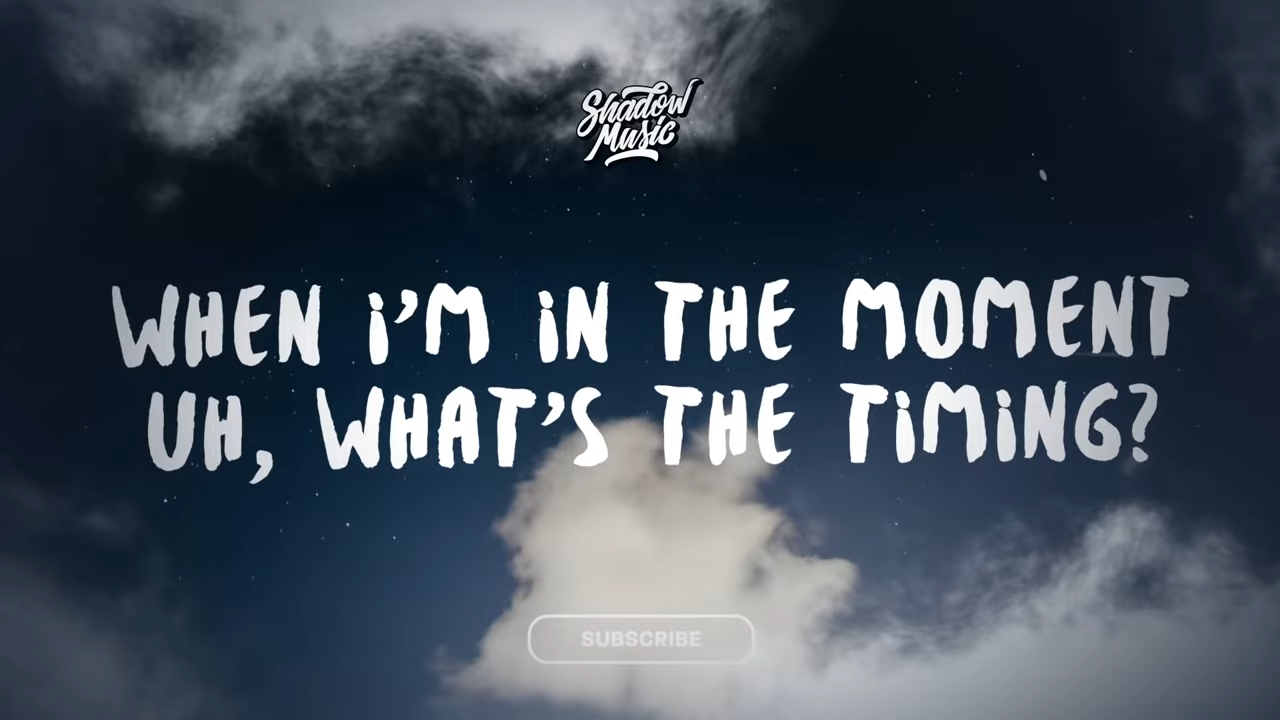 Shadow
Music
WHEN i'M iN THE MOMENT
UH, WHAT'S THE TiMiNG?
SUBSCRIBE